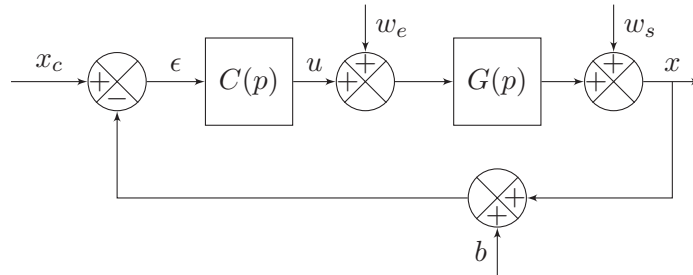 w_e w_s
x_c + − ϵ C(p) u + + G(p) + + x
+ +
b